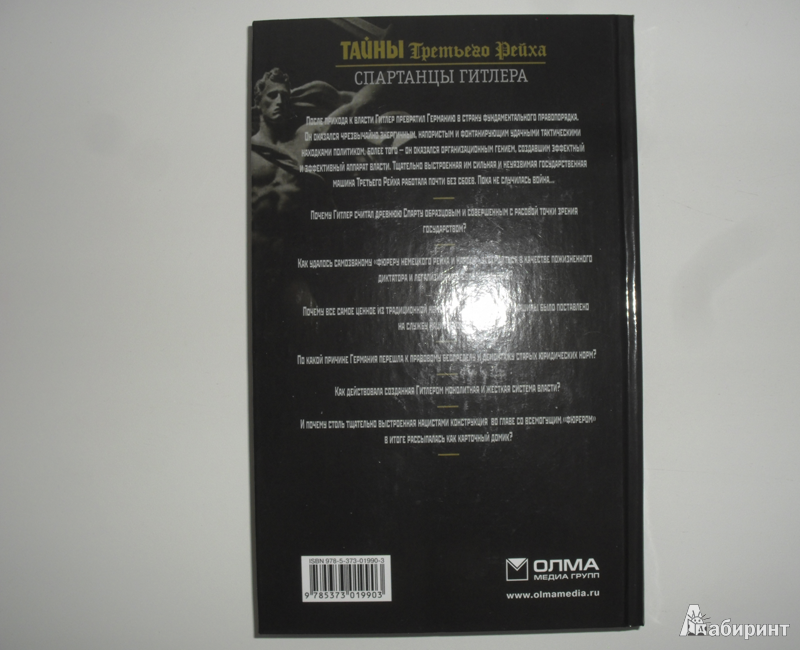 ТАЙНЫ Третьего Рейха
СПАРТАНЦЫ ГИТЛЕРА
После прихода к власти Гитлер превратил Германию в страну фундаментального правопорядка.
Он оказался чрезвычайно энергичным, напористым и фонтанирующим удачными тактическими
находками политиком. Более того – он оказался организационным гением, создавшим эффектный
и эффективный аппарат власти. Тщательно выстроенная им сильная и неуязвимая государственная
машина Третьего Рейха работала почти без сбоев. Пока не случилась война...
Почему Гитлер считал древнюю Спарту образцовым и совершенным с расовой точки зрения
государством?
Как удалось самозваному «фюреру немецкого рейха и народа» в качестве пожизненного
диктатора и
Почему все самое ценное из традиционной было поставлено
на службу
По какой причине Германия перешла к правовому беспределу и демонтажу старых юридических норм?
Как действовала созданная Гитлером монолитная и жесткая система власти?
И почему столь тщательно выстроенная нацистами конструкция во главе со всемогущим «фюрером»
в итоге рассыпалась как карточный домик?
ISBN 978-5-373-01990-3
9 785373 019903
ОЛМА
МЕДИА ГРУПП
www.olmamedia.ru
Лабиринт